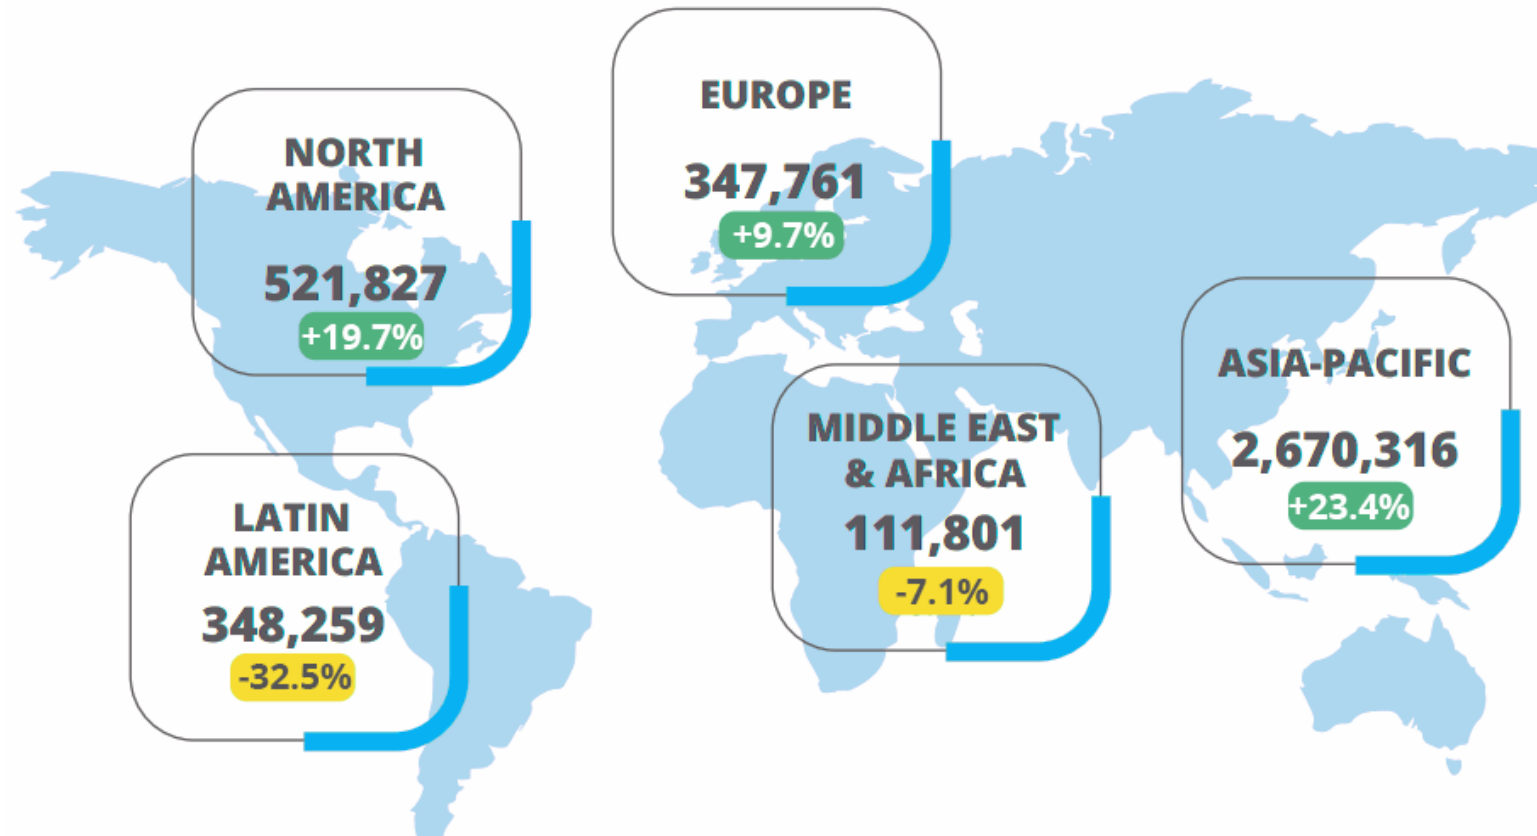 NORTH
AMERICA
521,827
+19.7%
EUROPE
347,761
+9.7%
ASIA-PACIFIC
2,670,316
+23.4%
MIDDLE EAST
& AFRICA
111,801
-7.1%
LATIN
AMERICA
348,259
-32.5%